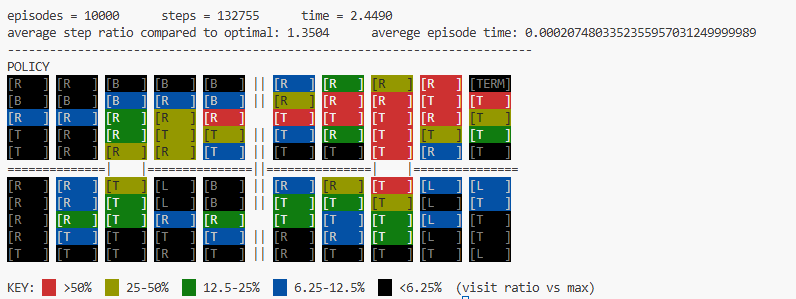 episodes = 10000      steps = 132755      time = 2.4490
average step ratio compared to optimal: 1.3504      averege episode time: 0.00020748033523559570312499999​89
---------------------------------------------------------------
POLICY
[R  ] [R  ] [B  ] [B  ] [B  ] || [R  ] [R  ] [R  ] [R  ] [TERM]
[B  ] [B  ] [B  ] [R  ] [B  ] || [R  ] [R  ] [R  ] [T  ] [T  ]
[R  ] [R  ] [R  ] [R  ] [R  ]    [T  ] [T  ] [T  ] [R  ] [T  ]
[T  ] [R  ] [R  ] [T  ] [T  ] || [T  ] [R  ] [T  ] [T  ] [T  ]
[T  ] [R  ] [R  ] [R  ] [T  ] || [T  ] [T  ] [T  ] [R  ] [T  ]
=============|   |===============||===============|   |===============
[R  ] [R  ] [T  ] [L  ] [B  ] || [R  ] [R  ] [T  ] [L  ] [L  ]
[R  ] [R  ] [T  ] [L  ] [B  ] || [T  ] [T  ] [T  ] [L  ] [T  ]
[R  ] [R  ] [R  ] [R  ] [R  ]    [T  ] [T  ] [T  ] [L  ] [T  ]
[R  ] [T  ] [T  ] [T  ] [T  ] || [R  ] [R  ] [T  ] [L  ] [T  ]
[T  ] [T  ] [T  ] [R  ] [T  ] || [R  ] [T  ] [T  ] [L  ] [T  ]
KEY: >50% 25-50% 12.5-25% 6.25-12.5% <6.25% (visit ratio vs max)